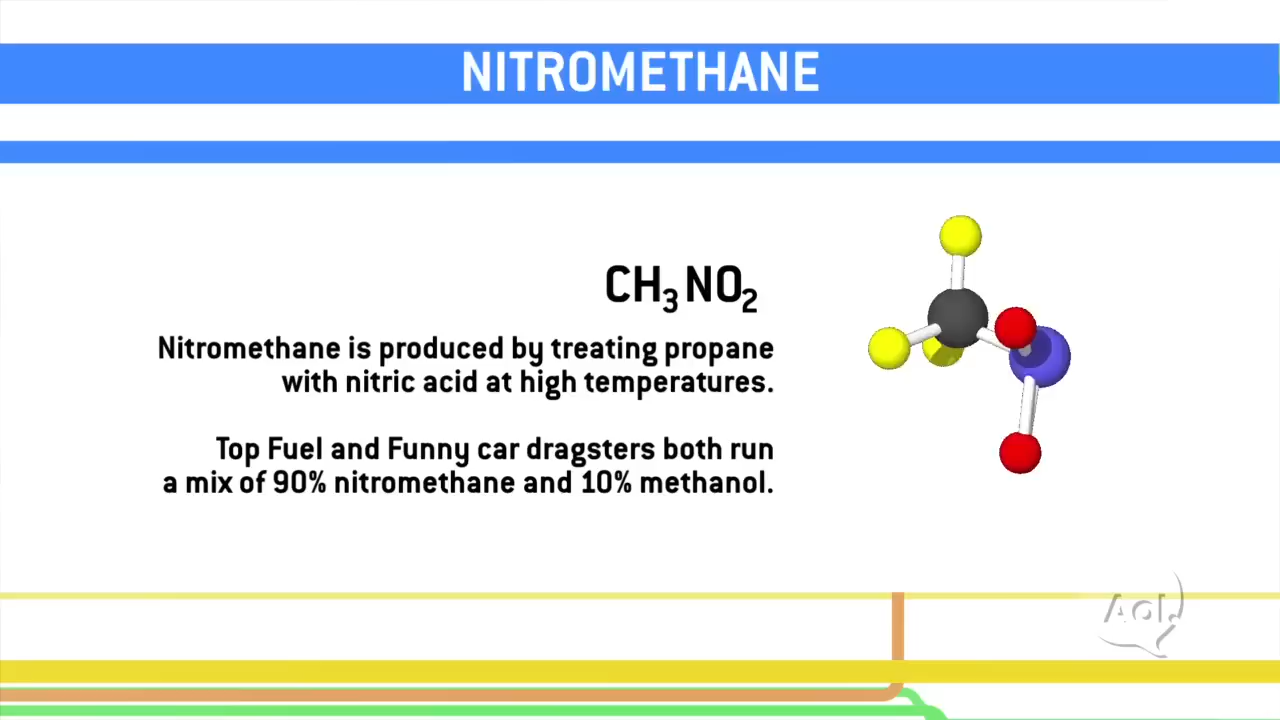 NITROMETHANE
CH₃NO₂
Nitromethane is produced by treating propane
with nitric acid at high temperatures.
Top Fuel and Funny car dragsters both run
a mix of 90% nitromethane and 10% methanol.
Aol.